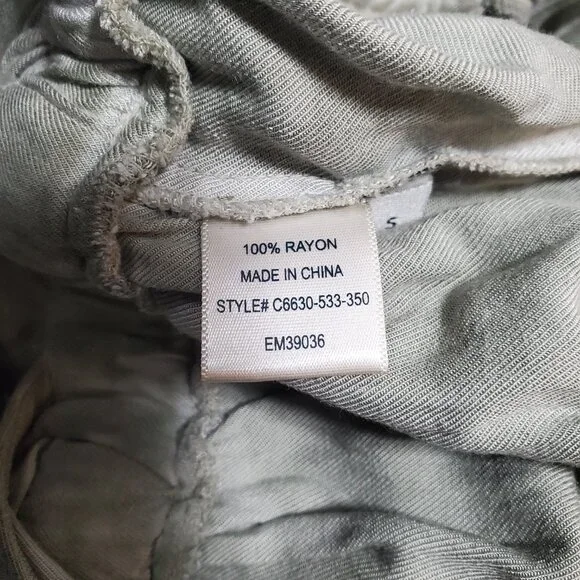 100% RAYON
MADE IN CHINA
STYLE# C6630-533-350
EM39036
S